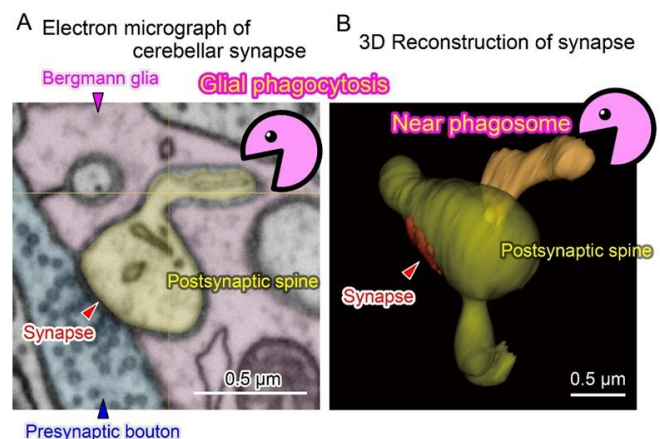 A Electron micrograph of
cerebellar synapse
Bergmann glia
Glial phagocytosis
Postsynaptic spine
Synapse
0.5 μm
Presynaptic bouton
B
3D Reconstruction of synapse
Near phagosome
Postsynaptic spine
Synapse
0.5 μm